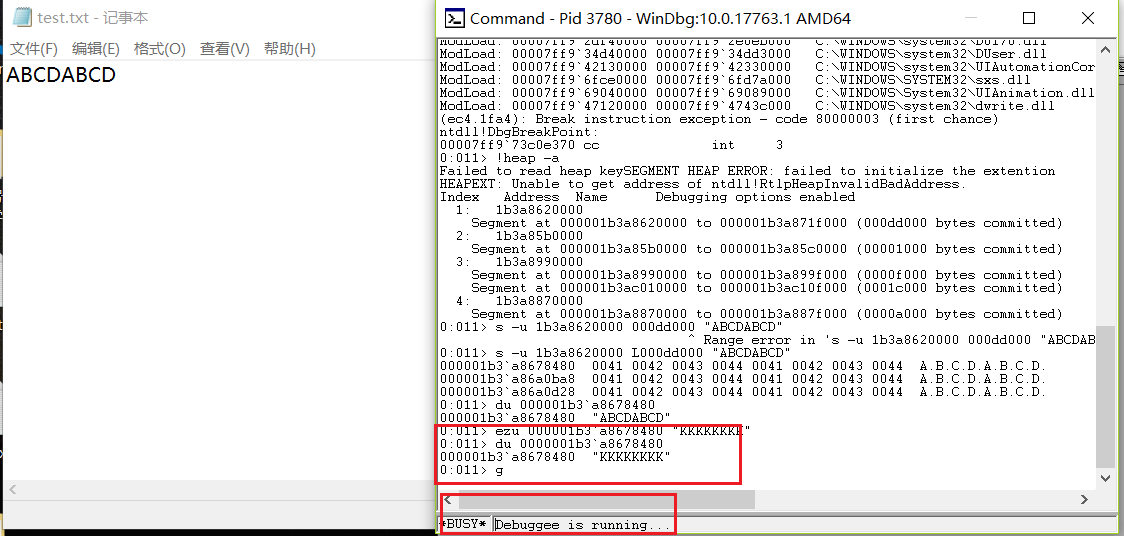 test.txt - 记事本
文件(F) 编辑(E) 格式(O) 查看(V) 帮助(H)
ABCDABCD
Command - Pid 3780 - WinDbg:10.0.17763.1 AMD64
ModLoad: 00007ff9`2df40000 00007ff9`2e0eb000 C:\WINDOWS\system32\DUI70.dll
ModLoad: 00007ff9`34d40000 00007ff9`34dd3000 C:\WINDOWS\system32\DUser.dll
ModLoad: 00007ff9`42130000 00007ff9`42330000 C:\WINDOWS\system32\UIAutomationCor
ModLoad: 00007ff9`6fce0000 00007ff9`6fd7a000 C:\WINDOWS\SYSTEM32\sxs.dll
ModLoad: 00007ff9`69040000 00007ff9`69089000 C:\WINDOWS\system32\UIAnimation.dll
ModLoad: 00007ff9`47120000 00007ff9`4743c000 C:\WINDOWS\system32\dwrite.dll
(ec4.1fa4): Break instruction exception - code 80000003 (first chance)
ntdll!DbgBreakPoint:
00007ff9`73c0e370 cc int 3
0:011> !heap -a
Failed to read heap keySEGMENT HEAP ERROR: failed to initialize the extention
HEAPEXT: Unable to get address of ntdll!RtlpHeapInvalidBadAddress.
Index Address Name Debugging options enabled
1: 1b3a8620000
Segment at 000001b3a8620000 to 000001b3a871f000 (000dd000 bytes committed)
2: 1b3a85b0000
Segment at 000001b3a85b0000 to 000001b3a85c0000 (00001000 bytes committed)
3: 1b3a8990000
Segment at 000001b3a8990000 to 000001b3a899f000 (0000f000 bytes committed)
Segment at 000001b3ac010000 to 000001b3ac10f000 (0001c000 bytes committed)
4: 1b3a8870000
Segment at 000001b3a8870000 to 000001b3a887f000 (0000a000 bytes committed)
0:011> s -u 1b3a8620000 000dd000 "ABCDABCD"
^ Range error in 's -u 1b3a8620000 000dd000 "ABCDAB
0:011> s -u 1b3a8620000 L000dd000 "ABCDABCD"
000001b3`a8678480 0041 0042 0043 0044 0041 0042 0043 0044 A.B.C.D.A.B.C.D.
000001b3`a86a0ba8 0041 0042 0043 0044 0041 0042 0043 0044 A.B.C.D.A.B.C.D.
000001b3`a86a0d28 0041 0042 0043 0044 0041 0042 0043 0044 A.B.C.D.A.B.C.D.
0:011> du 000001b3`a8678480
000001b3`a8678480 "ABCDABCD"
0:011> ezu 000001b3`a8678480 "KKKKKKKK"
0:011> du 0000001b3`a8678480
000001b3`a8678480 "KKKKKKKK"
0:011> g
*BUSY* Debuggee is running...